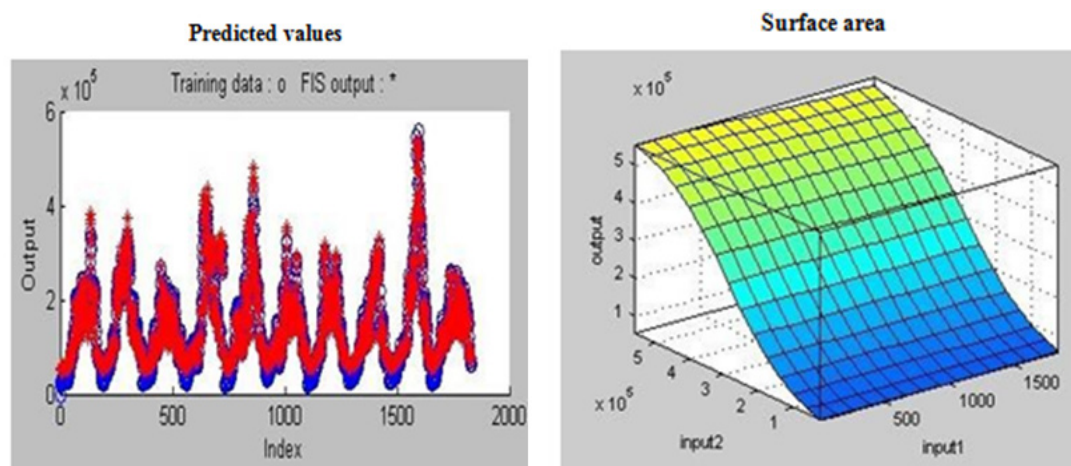 Predicted values
Training data : o FIS output : *
x 10^5
6
4
2
0
0 500 1000 1500 2000
Output
Index
Surface area
x 10^5
5
4
3
2
1
output
5 4 3 2 1
x 10^5
input2
500 1000 1500
input1